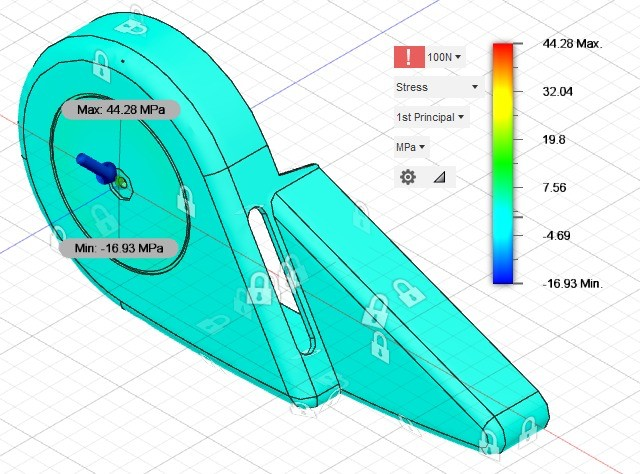 ! 100N
Stress
1st Principal
MPa
44.28 Max.
32.04
19.8
7.56
-4.69
-16.93 Min.
Max: 44.28 MPa
Min: -16.93 MPa